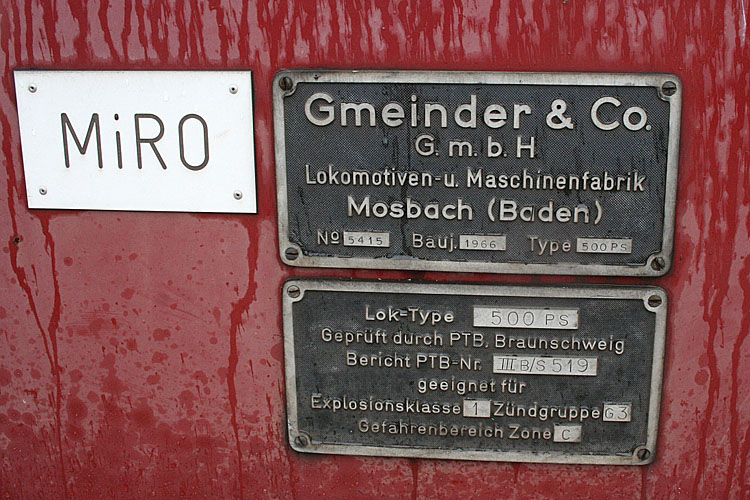 MiRO
Gmeinder & Co.
G. m. b. H
Lokomotiven-u. Maschinenfabrik
Mosbach (Baden)
No 5415 Bauj. 1966 Type 500 PS
Lok-Type 500 PS
Geprüft durch PTB. Braunschweig
Bericht PTB-Nr. III B/S 519
geeignet für
Explosionsklasse 1 Zündgruppe G3
Gefahrenbereich Zone C